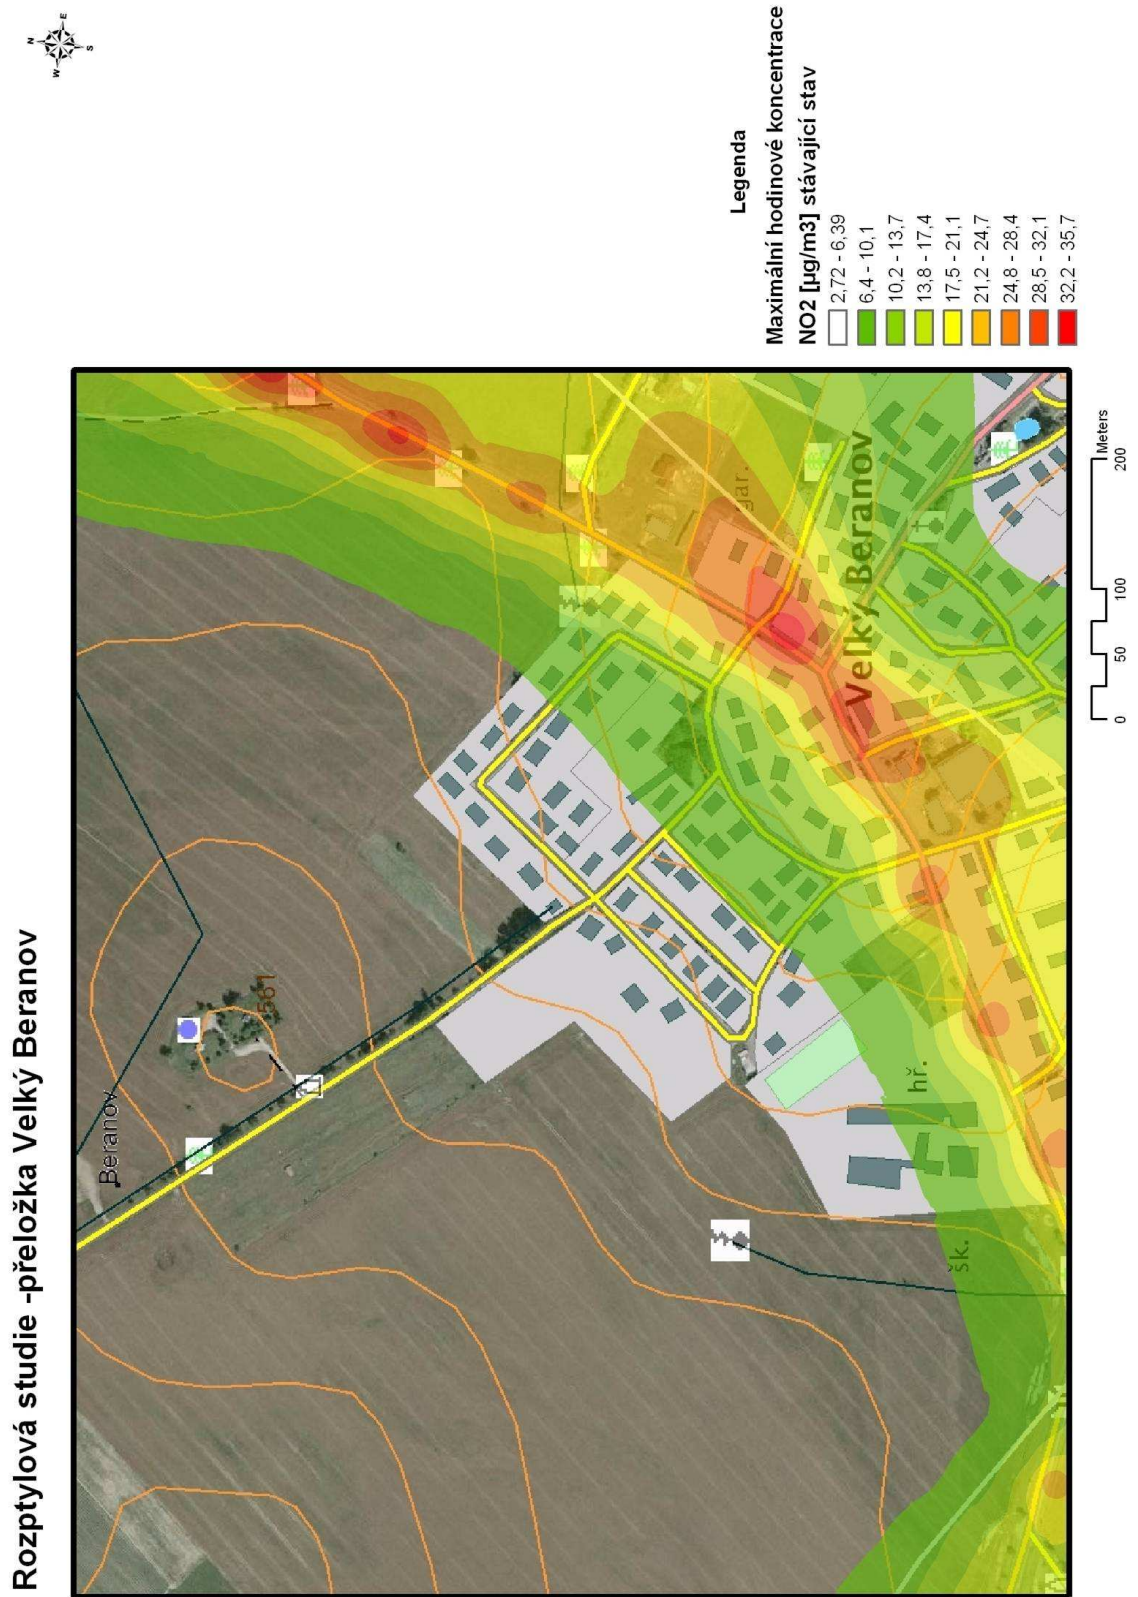 Rozptylová studie -přeložka Velký Beranov
N
W
E
S
Beranov
561
gar.
Velký Beranov
hř.
šk.
Legenda
Maximální hodinové koncentrace
NO2 [µg/m3] stávající stav
2,72 - 6,39
6,4 - 10,1
10,2 - 13,7
13,8 - 17,4
17,5 - 21,1
21,2 - 24,7
24,8 - 28,4
28,5 - 32,1
32,2 - 35,7
0 50 100 200
Meters